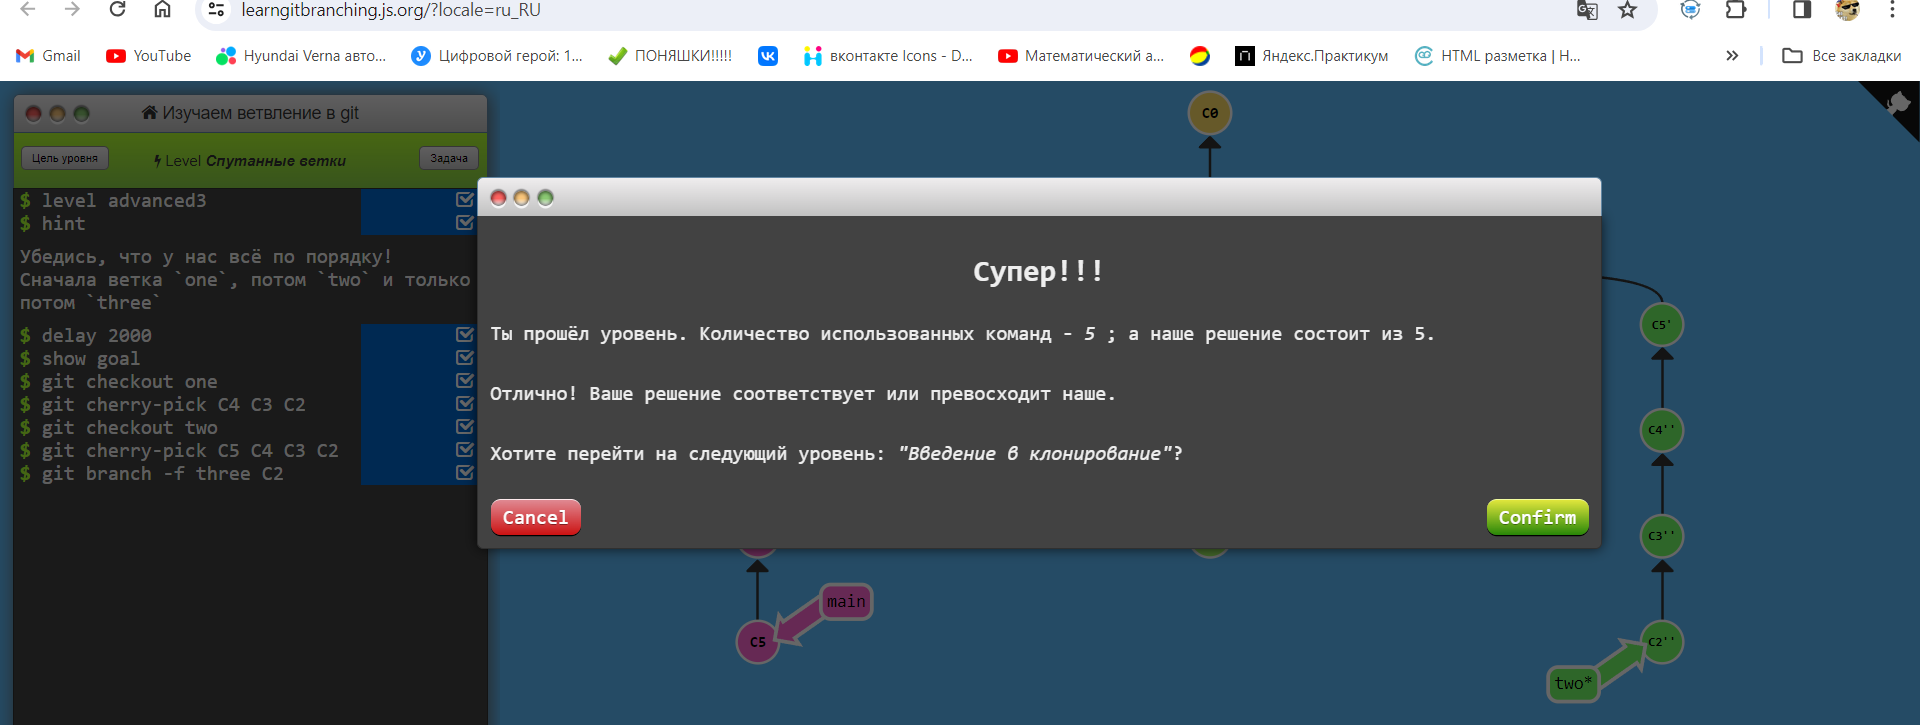 learngitbranching.js.org/?locale=ru_RU
Gmail
YouTube
Hyundai Verna авто...
Цифровой герой: 1...
ПОНЯШКИ!!!!!
вконтакте Icons - D...
Математический а...
Яндекс.Практикум
HTML разметка | Н...
»
Все закладки
Изучаем ветвление в git
Цель уровня
Level Спутанные ветки
Задача
$ level advanced3
$ hint
Убедись, что у нас всё по порядку!
Сначала ветка `one`, потом `two` и только
потом `three`
$ delay 2000
$ show goal
$ git checkout one
$ git cherry-pick C4 C3 C2
$ git checkout two
$ git cherry-pick C5 C4 C3 C2
$ git branch -f three C2
C0
Супер!!!
Ты прошёл уровень. Количество использованных команд - 5 ; а наше решение состоит из 5.
Отлично! Ваше решение соответствует или превосходит наше.
Хотите перейти на следующий уровень: "Введение в клонирование"?
Cancel
Confirm
C5'
C4''
C3''
main
C5
C2''
two*